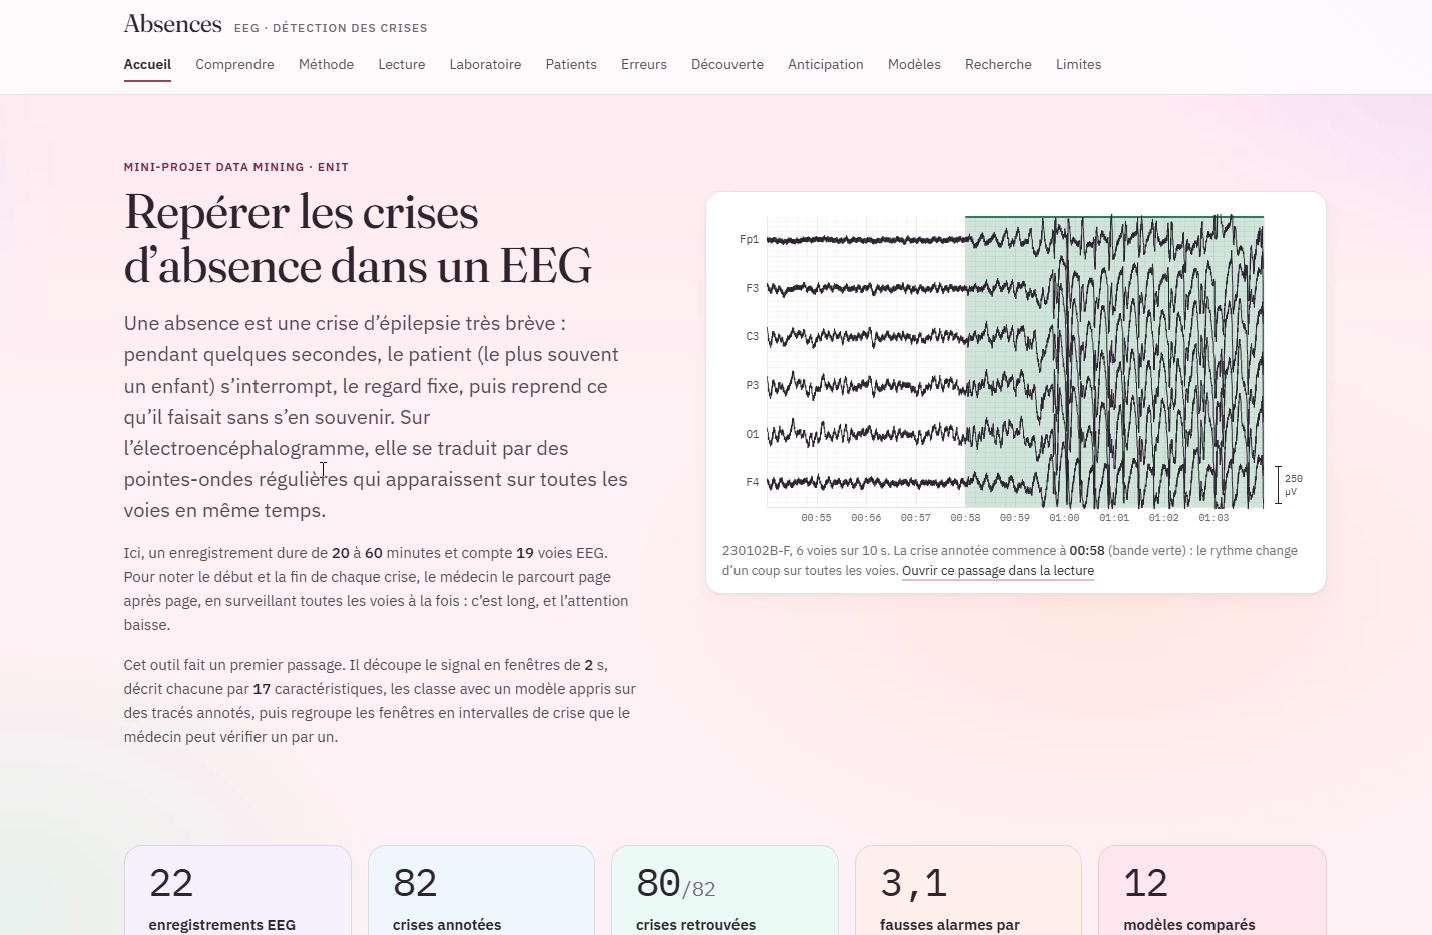 Absences EEG · DÉTECTION DES CRISES
Accueil Comprendre Méthode Lecture Laboratoire Patients Erreurs Découverte Anticipation Modèles Recherche Limites
MINI-PROJET DATA MINING · ENIT
Repérer les crises
d’absence dans un EEG
Une absence est une crise d’épilepsie très brève :
pendant quelques secondes, le patient (le plus souvent
un enfant) s’interrompt, le regard fixe, puis reprend ce
qu’il faisait sans s’en souvenir. Sur
l’électroencéphalogramme, elle se traduit par des
pointes-ondes régulières qui apparaissent sur toutes les
voies en même temps.
Ici, un enregistrement dure de 20 à 60 minutes et compte 19 voies EEG.
Pour noter le début et la fin de chaque crise, le médecin le parcourt page
après page, en surveillant toutes les voies à la fois : c’est long, et l’attention
baisse.
Cet outil fait un premier passage. Il découpe le signal en fenêtres de 2 s,
décrit chacune par 17 caractéristiques, les classe avec un modèle appris sur
des tracés annotés, puis regroupe les fenêtres en intervalles de crise que le
médecin peut vérifier un par un.
Fp1
F3
C3
P3
O1
F4
250
µV
00:55 00:56 00:57 00:58 00:59 01:00 01:01 01:02 01:03
230102B-F, 6 voies sur 10 s. La crise annotée commence à 00:58 (bande verte) : le rythme change
d’un coup sur toutes les voies. Ouvrir ce passage dans la lecture
22
enregistrements EEG
82
crises annotées
80/82
crises retrouvées
3,1
fausses alarmes par
12
modèles comparés